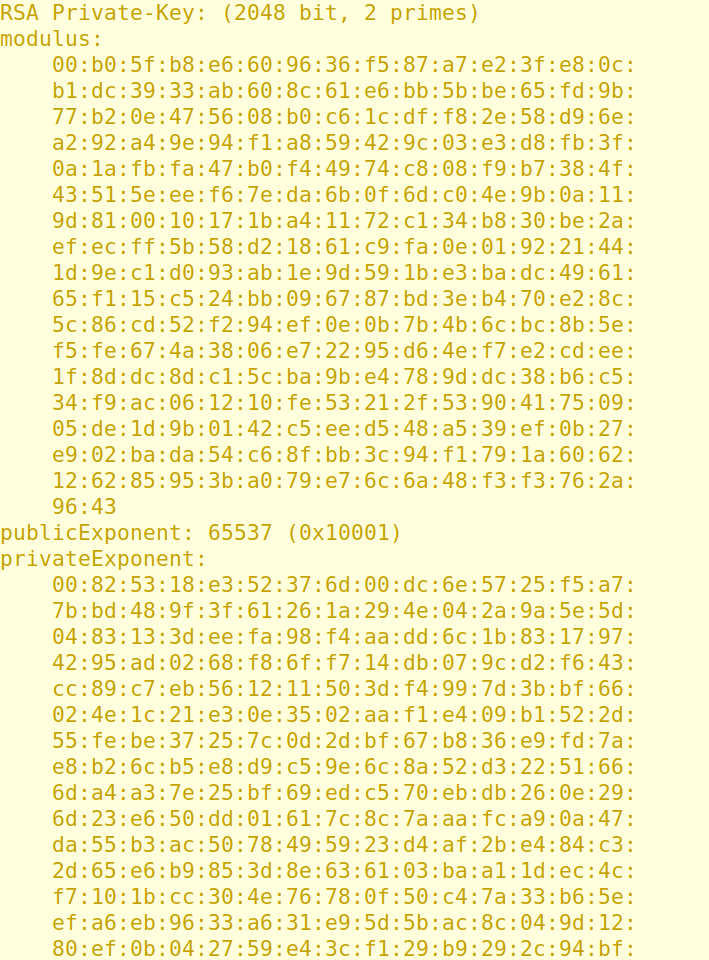 RSA Private-Key: (2048 bit, 2 primes)
modulus:
    00:b0:5f:b8:e6:60:96:36:f5:87:a7:e2:3f:e8:0c:
    b1:dc:39:33:ab:60:8c:61:e6:bb:5b:be:65:fd:9b:
    77:b2:0e:47:56:08:b0:c6:1c:df:f8:2e:58:d9:6e:
    a2:92:a4:9e:94:f1:a8:59:42:9c:03:e3:d8:fb:3f:
    0a:1a:fb:fa:47:b0:f4:49:74:c8:08:f9:b7:38:4f:
    43:51:5e:ee:f6:7e:da:6b:0f:6d:c0:4e:9b:0a:11:
    9d:81:00:10:17:1b:a4:11:72:c1:34:b8:30:be:2a:
    ef:ec:ff:5b:58:d2:18:61:c9:fa:0e:01:92:21:44:
    1d:9e:c1:d0:93:ab:1e:9d:59:1b:e3:ba:dc:49:61:
    65:f1:15:c5:24:bb:09:67:87:bd:3e:b4:70:e2:8c:
    5c:86:cd:52:f2:94:ef:0e:0b:7b:4b:6c:bc:8b:5e:
    f5:fe:67:4a:38:06:e7:22:95:d6:4e:f7:e2:cd:ee:
    1f:8d:dc:8d:c1:5c:ba:9b:e4:78:9d:dc:38:b6:c5:
    34:f9:ac:06:12:10:fe:53:21:2f:53:90:41:75:09:
    05:de:1d:9b:01:42:c5:ee:d5:48:a5:39:ef:0b:27:
    e9:02:ba:da:54:c6:8f:bb:3c:94:f1:79:1a:60:62:
    12:62:85:95:3b:a0:79:e7:6c:6a:48:f3:f3:76:2a:
    96:43
publicExponent: 65537 (0x10001)
privateExponent:
    00:82:53:18:e3:52:37:6d:00:dc:6e:57:25:f5:a7:
    7b:bd:48:9f:3f:61:26:1a:29:4e:04:2a:9a:5e:5d:
    04:83:13:3d:ee:fa:98:f4:aa:dd:6c:1b:83:17:97:
    42:95:ad:02:68:f8:6f:f7:14:db:07:9c:d2:f6:43:
    cc:89:c7:eb:56:12:11:50:3d:f4:99:7d:3b:bf:66:
    02:4e:1c:21:e3:0e:35:02:aa:f1:e4:09:b1:52:2d:
    55:fe:be:37:25:7c:0d:2d:bf:67:b8:36:e9:fd:7a:
    e8:b2:6c:b5:e8:d9:c5:9e:6c:8a:52:d3:22:51:66:
    6d:a4:a3:7e:25:bf:69:ed:c5:70:eb:db:26:0e:29:
    6d:23:e6:50:dd:01:61:7c:8c:7a:aa:fc:a9:0a:47:
    da:55:b3:ac:50:78:49:59:23:d4:af:2b:e4:84:c3:
    2d:65:e6:b9:85:3d:8e:63:61:03:ba:a1:1d:ec:4c:
    f7:10:1b:cc:30:4e:76:78:0f:50:c4:7a:33:b6:5e:
    ef:a6:eb:96:33:a6:31:e9:5d:5b:ac:8c:04:9d:12:
    80:ef:0b:04:27:59:e4:3c:f1:29:b9:29:2c:94:bf: